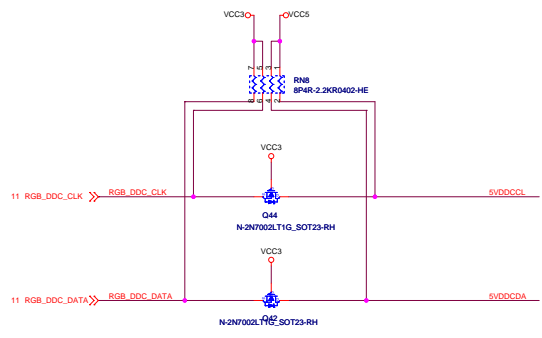 VCC3 VCC5
7 5 3 1
RN8
8P4R-2.2KR0402-HE
8 6 4 2
VCC3
11 RGB_DDC_CLK RGB_DDC_CLK 5VDDCCL
Q44
N-2N7002LT1G_SOT23-RH
VCC3
11 RGB_DDC_DATA RGB_DDC_DATA 5VDDCDA
Q42
N-2N7002LT1G_SOT23-RH